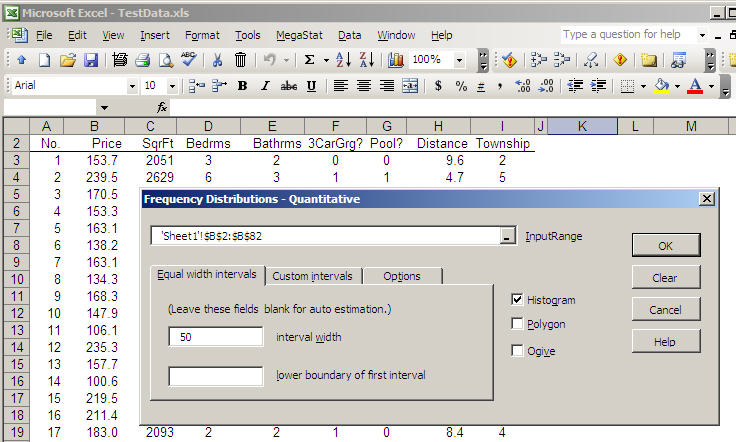 Microsoft Excel - TestData.xls
File Edit View Insert Format Tools MegaStat Data Window Help Type a question for help
Σ 100%
Arial 10 B I abc U $ % #
fx
A B C D E F G H I J K L M
2 No. Price SqrFt Bedrms Bathrms 3CarGrg? Pool? Distance Township
3 1 153.7 2051 3 2 0 0 9.6 2
4 2 239.5 2629 6 3 1 1 4.7 5
5 3 170.5
Frequency Distributions - Quantitative
6 4 153.3
7 5 163.1
'Sheet1'!$B$2:$B$82 InputRange
8 6 138.2
OK
9 7 163.1
10 8 134.3
Equal width intervals Custom intervals Options
Clear
11 9 168.3
Histogram
12 10 147.9
(Leave these fields blank for auto estimation.)
Cancel
13 11 106.1
Polygon
14 12 235.3
50 interval width
Help
15 13 157.7
Ogive
16 14 100.6
lower boundary of first interval
17 15 219.5
18 16 211.4
19 17 183.0 2093 2 2 1 0 8.4 4